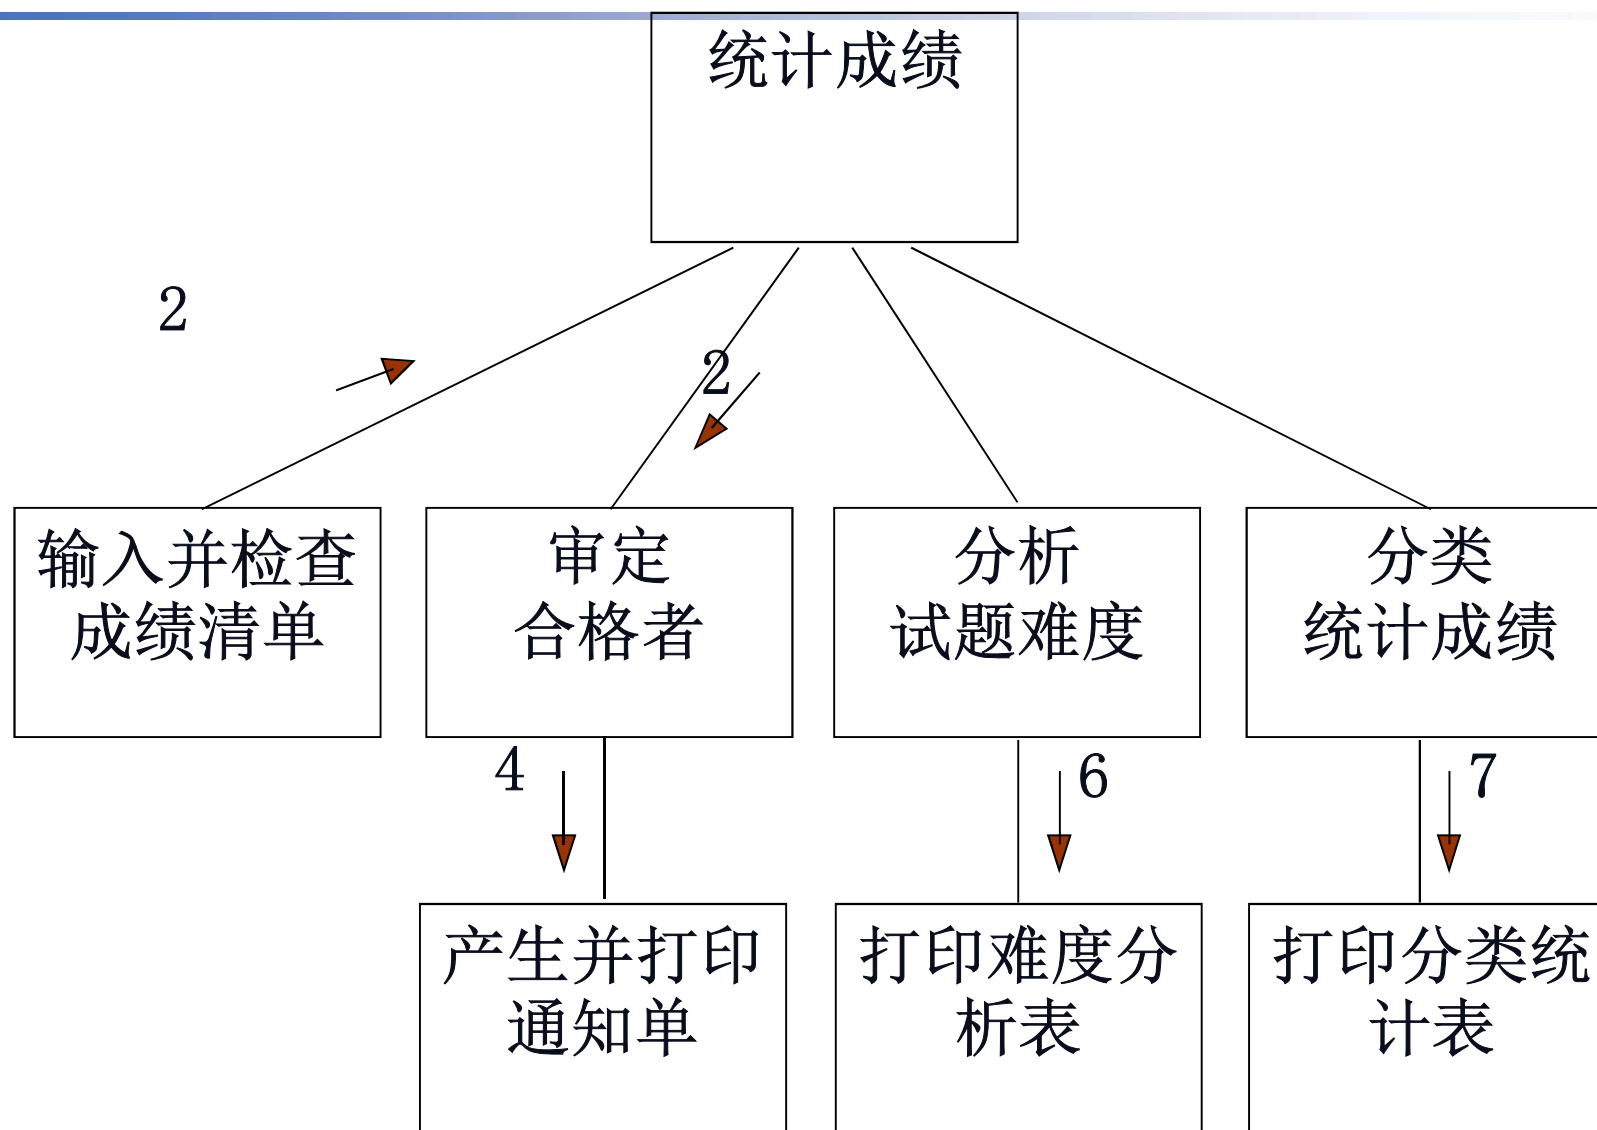 统计成绩
2
2
输入并检查
成绩清单
审定
合格者
分析
试题难度
分类
统计成绩
4
6
7
产生并打印
通知单
打印难度分
析表
打印分类统
计表